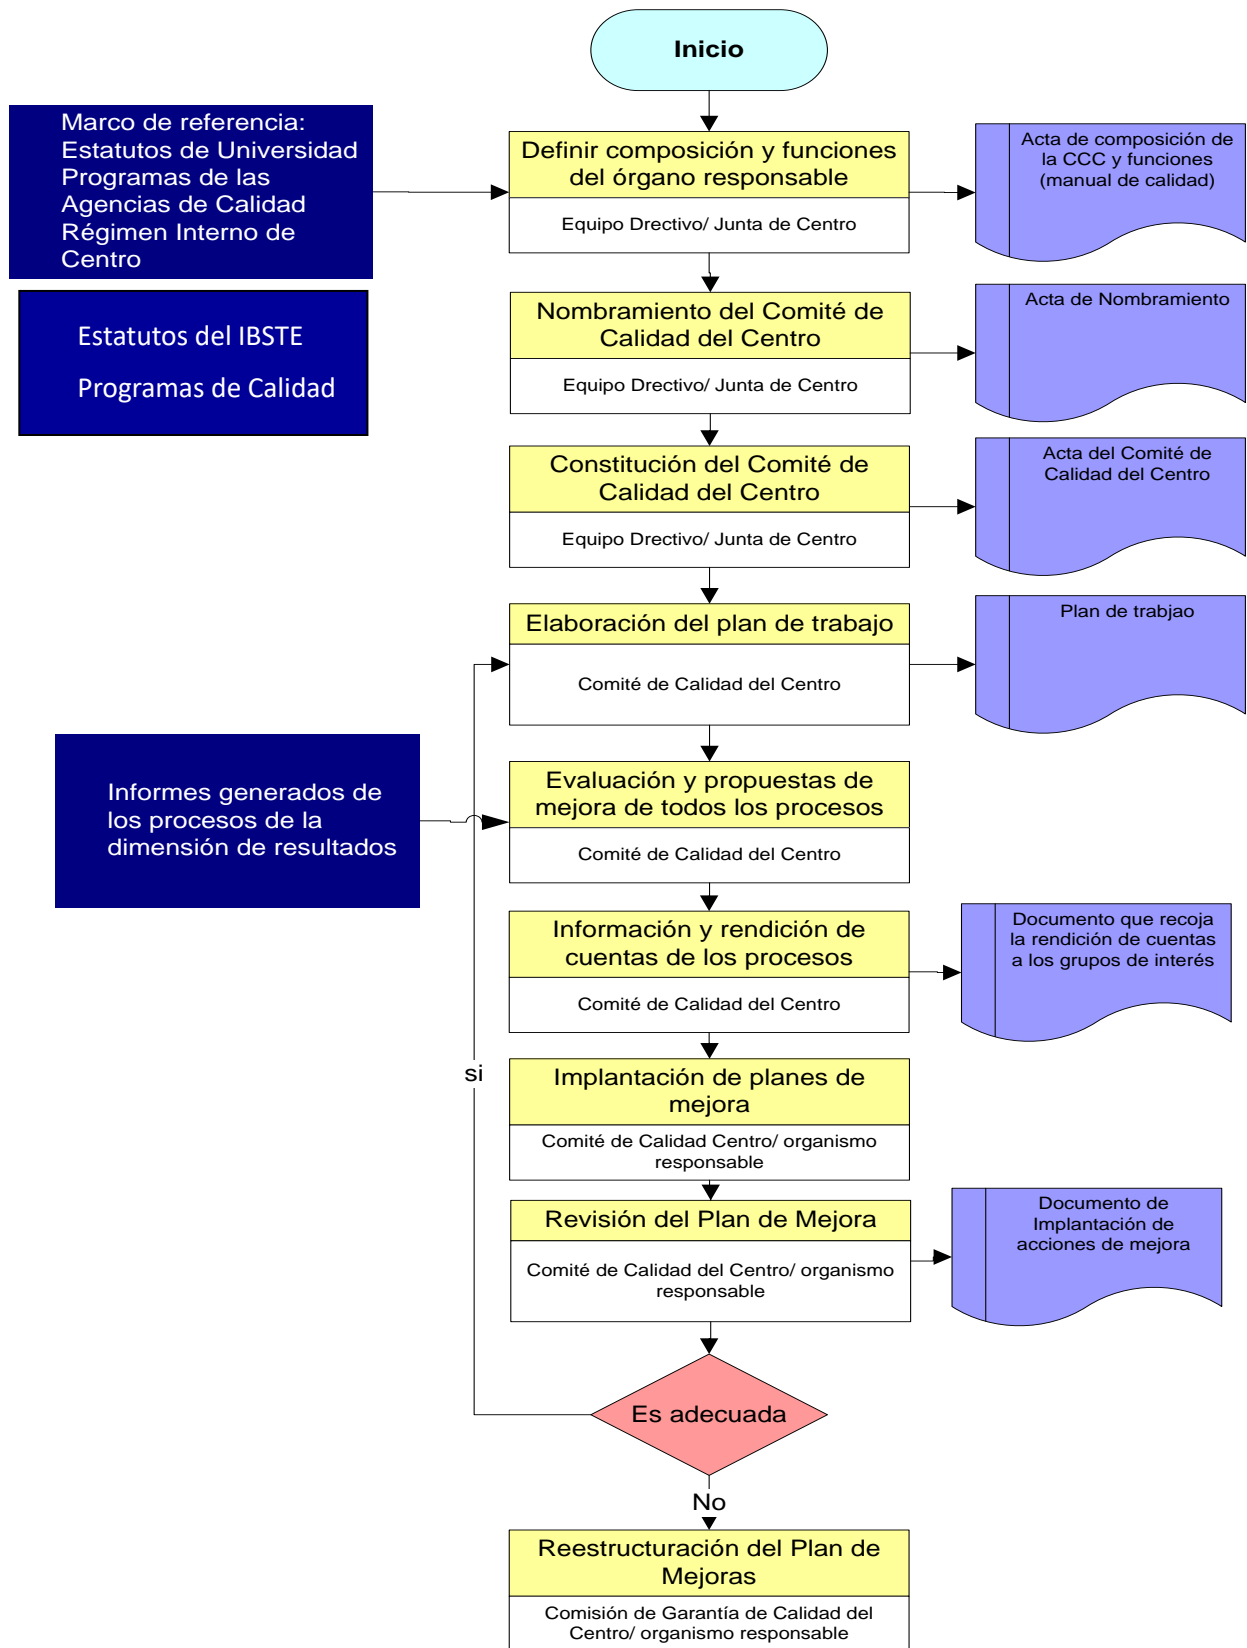 Inicio
Marco de referencia:
Estatutos de Universidad
Programas de las
Agencias de Calidad
Régimen Interno de
Centro
Definir composición y funciones
del órgano responsable
Equipo Drectivo/ Junta de Centro
Acta de composición de
la CCC y funciones
(manual de calidad)
Estatutos del IBSTE
Programas de Calidad
Nombramiento del Comité de
Calidad del Centro
Equipo Drectivo/ Junta de Centro
Acta de Nombramiento
Constitución del Comité de
Calidad del Centro
Equipo Drectivo/ Junta de Centro
Acta del Comité de
Calidad del Centro
Elaboración del plan de trabajo
Comité de Calidad del Centro
Plan de trabjao
Informes generados de
los procesos de la
dimensión de resultados
Evaluación y propuestas de
mejora de todos los procesos
Comité de Calidad del Centro
Información y rendición de
cuentas de los procesos
Comité de Calidad del Centro
Documento que recoja
la rendición de cuentas
a los grupos de interés
si
Implantación de planes de
mejora
Comité de Calidad Centro/ organismo
responsable
Revisión del Plan de Mejora
Comité de Calidad del Centro/ organismo
responsable
Documento de
Implantación de
acciones de mejora
Es adecuada
No
Reestructuración del Plan de
Mejoras
Comisión de Garantía de Calidad del
Centro/ organismo responsable